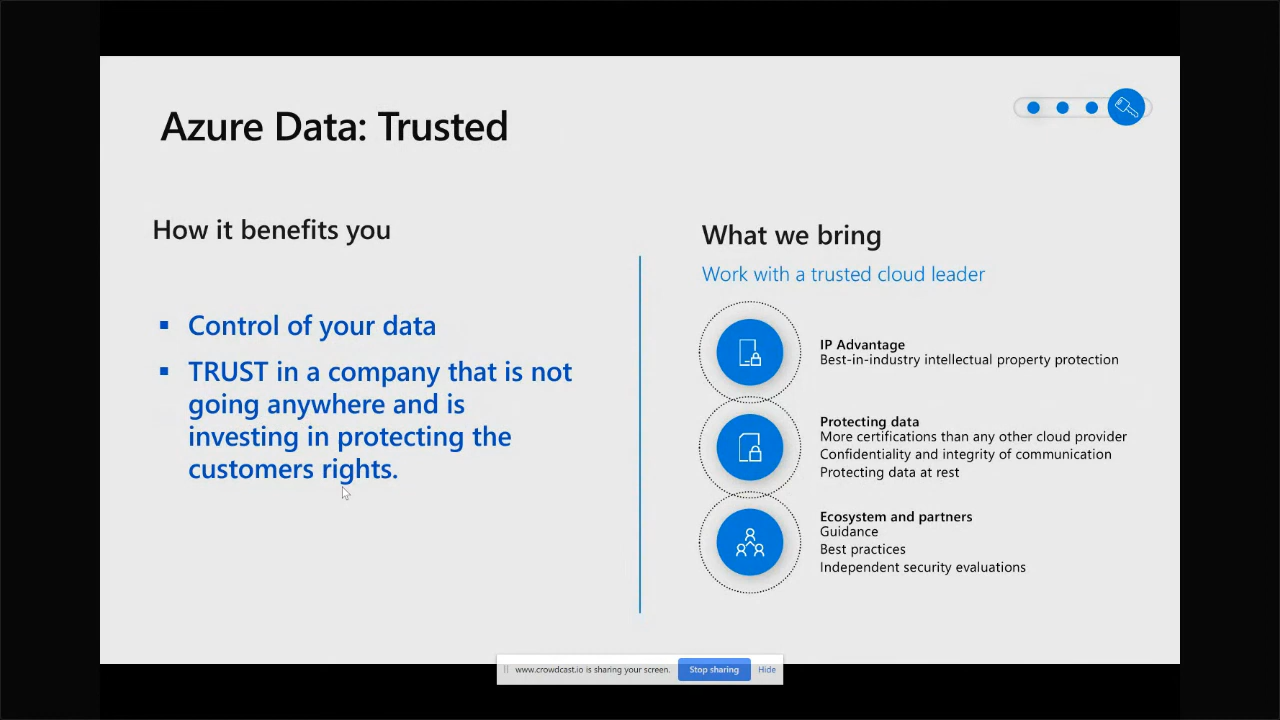 Azure Data: Trusted
How it benefits you
▪ Control of your data
▪ TRUST in a company that is not
going anywhere and is
investing in protecting the
customers rights.
What we bring
Work with a trusted cloud leader
IP Advantage
Best-in-industry intellectual property protection
Protecting data
More certifications than any other cloud provider
Confidentiality and integrity of communication
Protecting data at rest
Ecosystem and partners
Guidance
Best practices
Independent security evaluations
www.crowdcast.io is sharing your screen. Stop sharing Hide